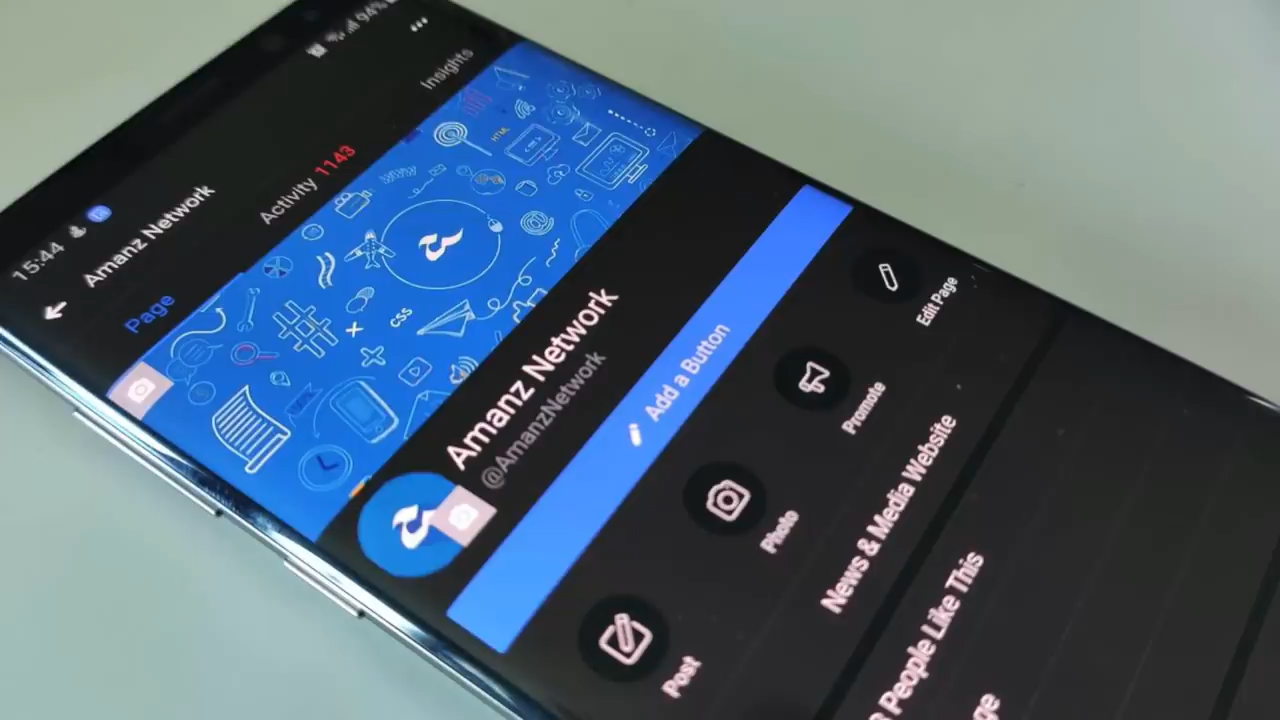 15:44
94%
Amanz Network
Page
Activity 1143
Insights
HTML
CSS
Amanz Network
@AmanzNetwork
Add a Button
Post
Photo
Promote
Edit Page
News & Media Website
People Like This